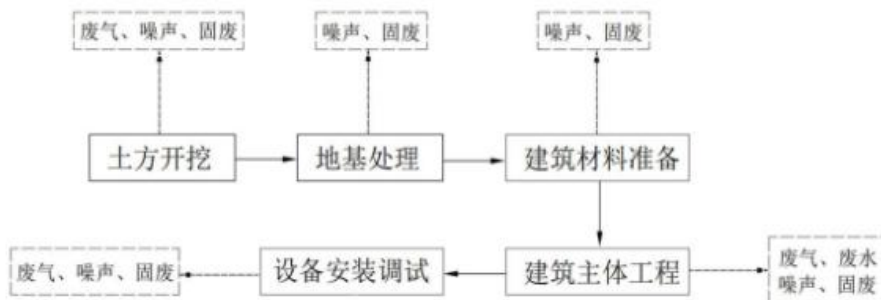 废气、噪声、固废
噪声、固废
噪声、固废
土方开挖
地基处理
建筑材料准备
废气、噪声、固废
设备安装调试
建筑主体工程
废气、废水
噪声、固废